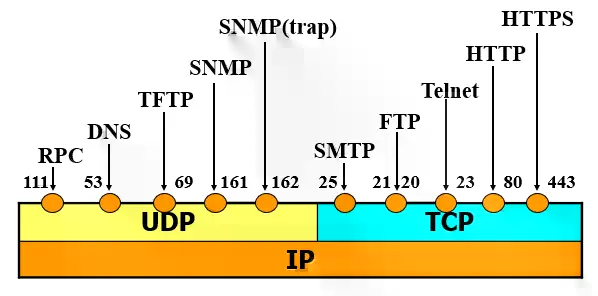 HTTPS
SNMP(trap)
HTTP
SNMP
Telnet
TFTP
FTP
DNS
SMTP
RPC
111 53 69 161 162 25 21 20 23 80 443
UDP TCP
IP